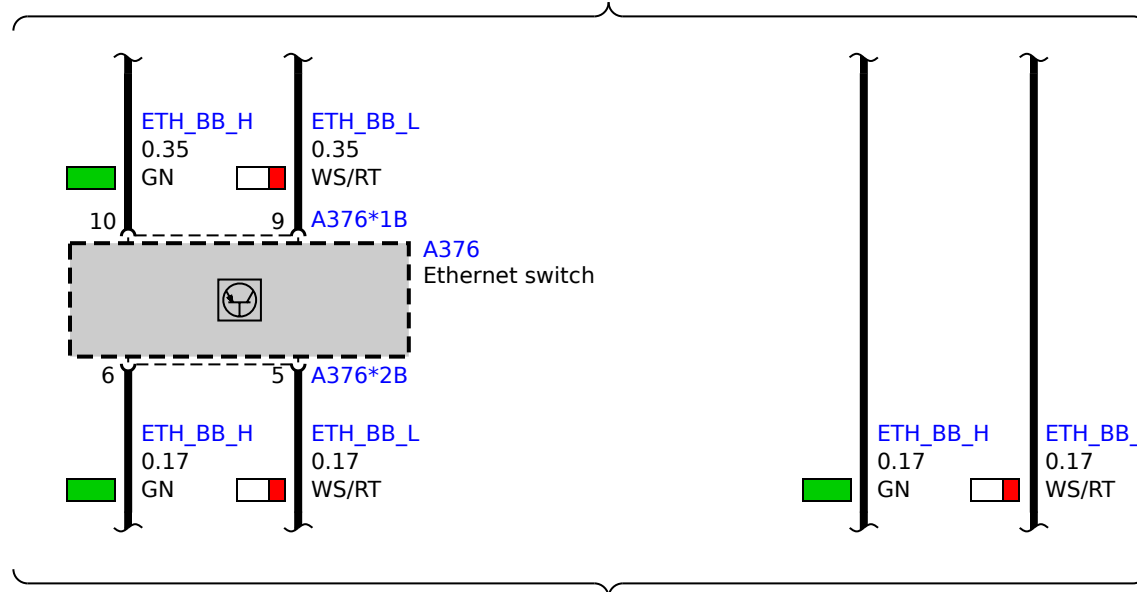 ETH_BB_H
0.35
GN
ETH_BB_L
0.35
WS/RT
10
9
A376*1B
A376
Ethernet switch
6
5
A376*2B
ETH_BB_H
0.17
GN
ETH_BB_L
0.17
WS/RT
ETH_BB_H
0.17
GN
ETH_BB_
0.17
WS/RT